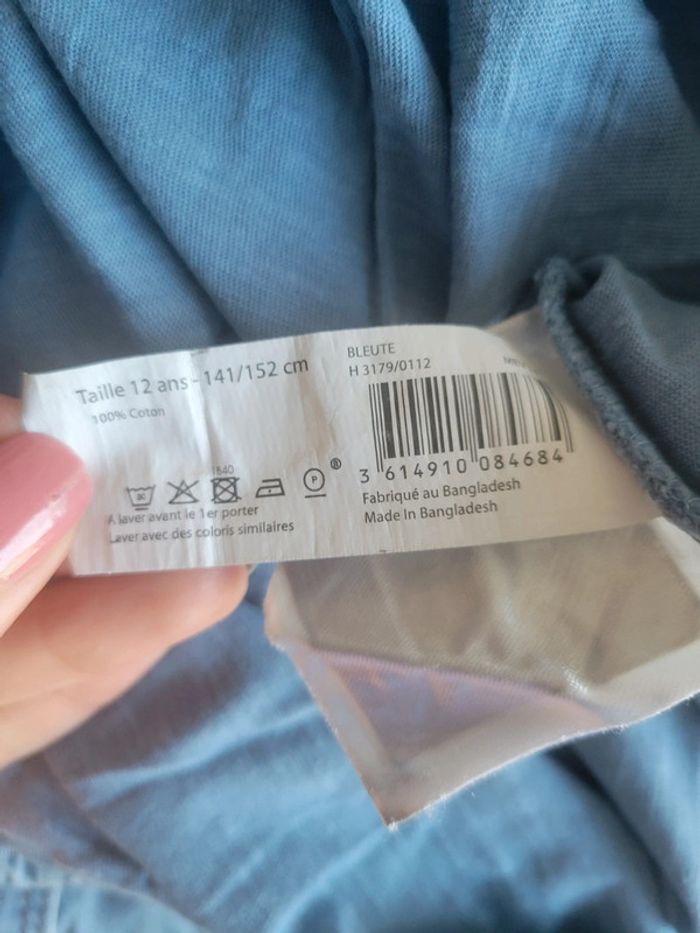 Taille 12 ans - 141/152 cm
100% Coton
1840
P
®
A laver avant le 1er porter
Laver avec des coloris similaires
BLEUTE
H 3179/0112
3 614910 084684
Fabriqué au Bangladesh
Made In Bangladesh